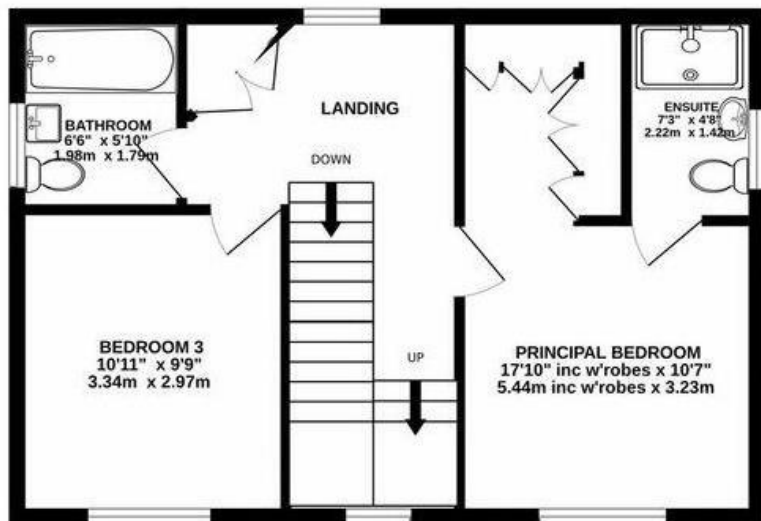 BATHROOM
6'6" x 5'10"
1.98m x 1.79m
LANDING
DOWN
ENSUITE
7'3" x 4'8"
2.22m x 1.42m
BEDROOM 3
10'11" x 9'9"
3.34m x 2.97m
UP
PRINCIPAL BEDROOM
17'10" inc w'robes x 10'7"
5.44m inc w'robes x 3.23m